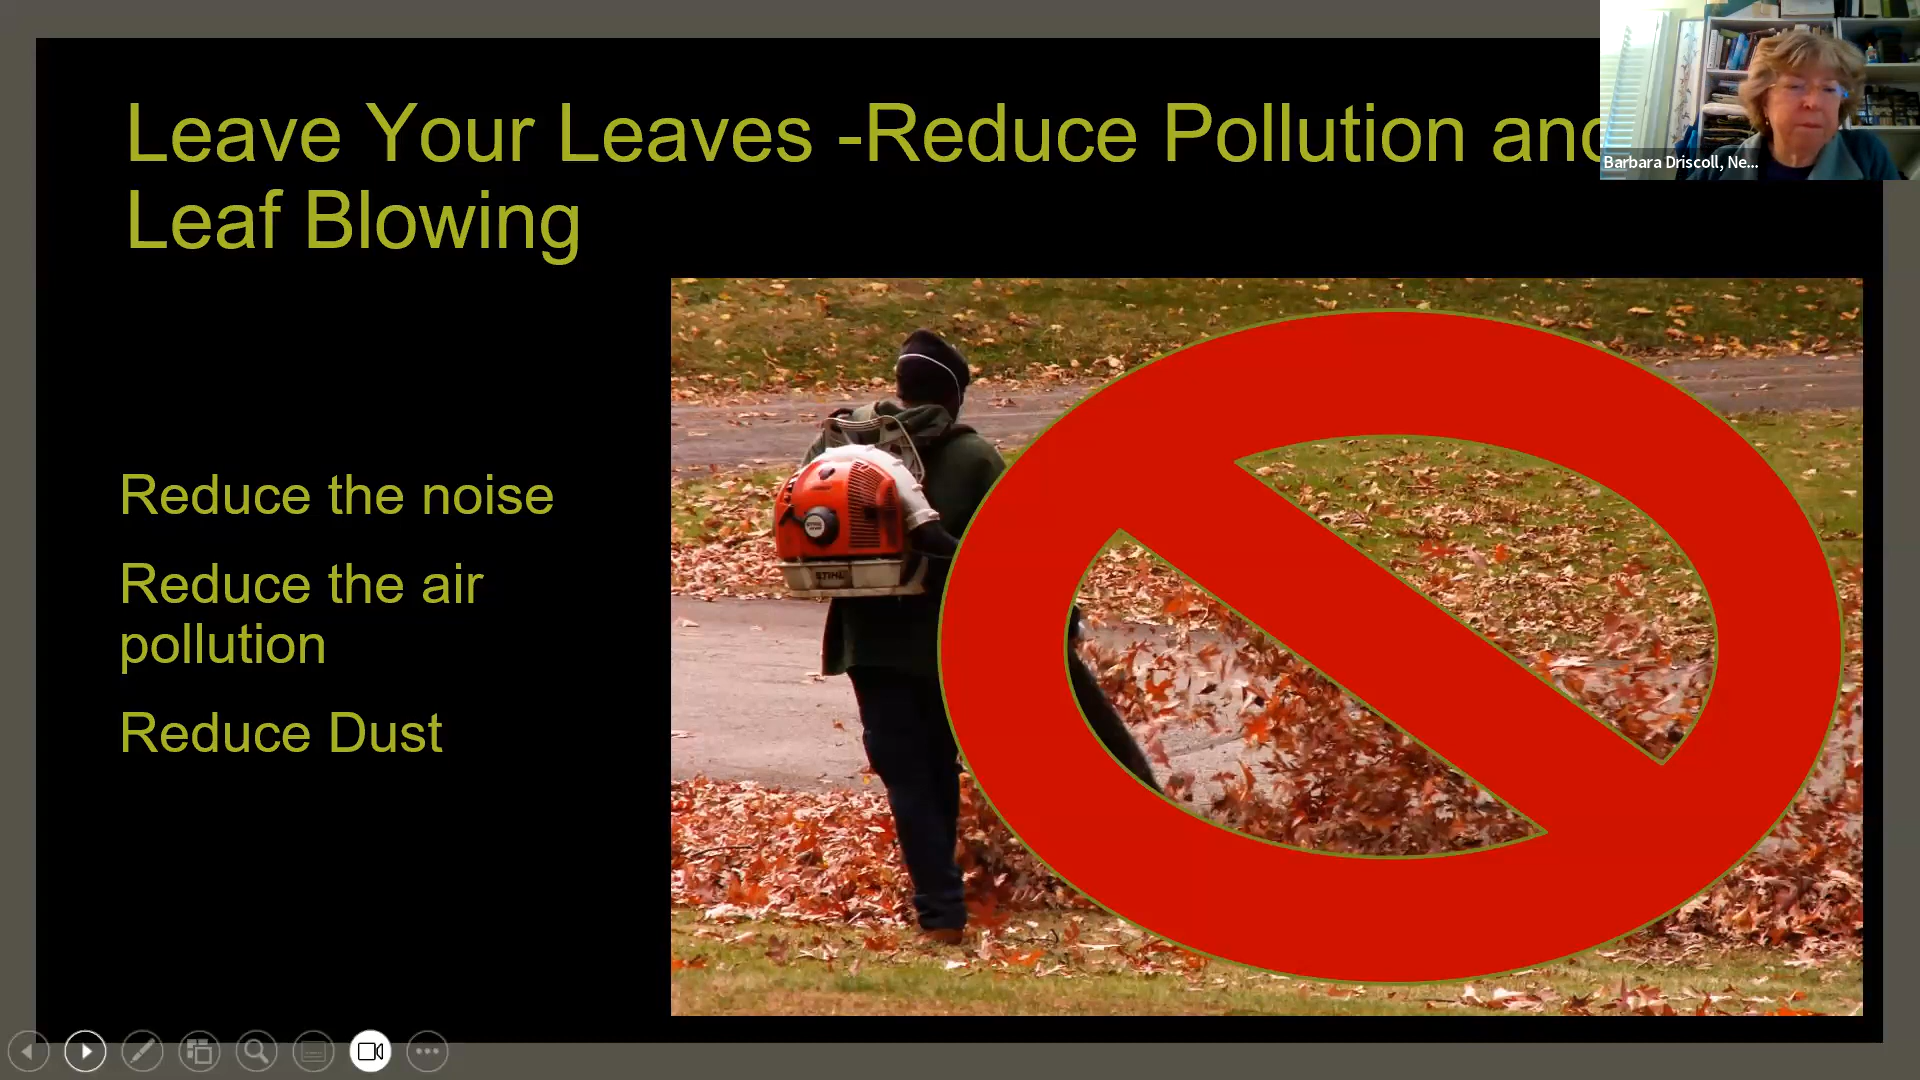 Leave Your Leaves -Reduce Pollution and
Leaf Blowing
Barbara Driscoll, Ne...
Reduce the noise
Reduce the air
pollution
Reduce Dust
STIHL